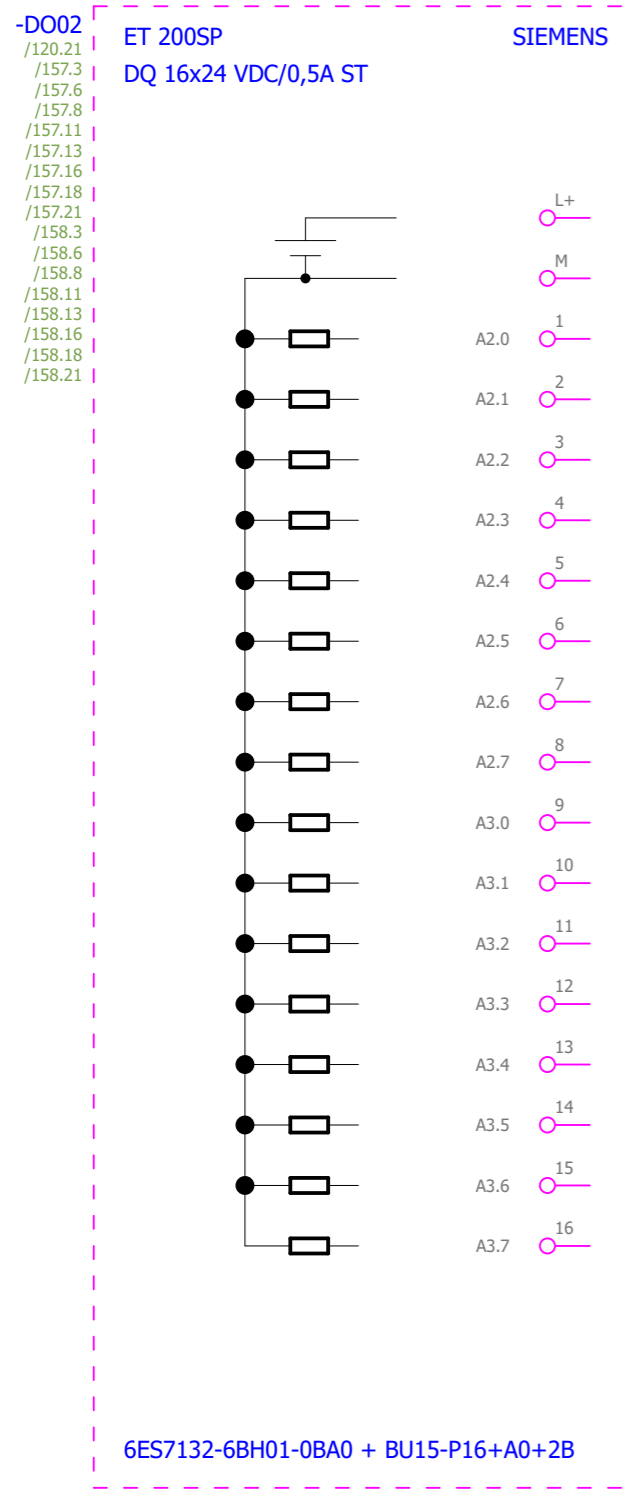 -DO02
/120.21
/157.3
/157.6
/157.8
/157.11
/157.13
/157.16
/157.18
/157.21
/158.3
/158.6
/158.8
/158.11
/158.13
/158.16
/158.18
/158.21
ET 200SP SIEMENS
DQ 16x24 VDC/0,5A ST
L+
M
A2.0 1
A2.1 2
A2.2 3
A2.3 4
A2.4 5
A2.5 6
A2.6 7
A2.7 8
A3.0 9
A3.1 10
A3.2 11
A3.3 12
A3.4 13
A3.5 14
A3.6 15
A3.7 16
6ES7132-6BH01-0BA0 + BU15-P16+A0+2B